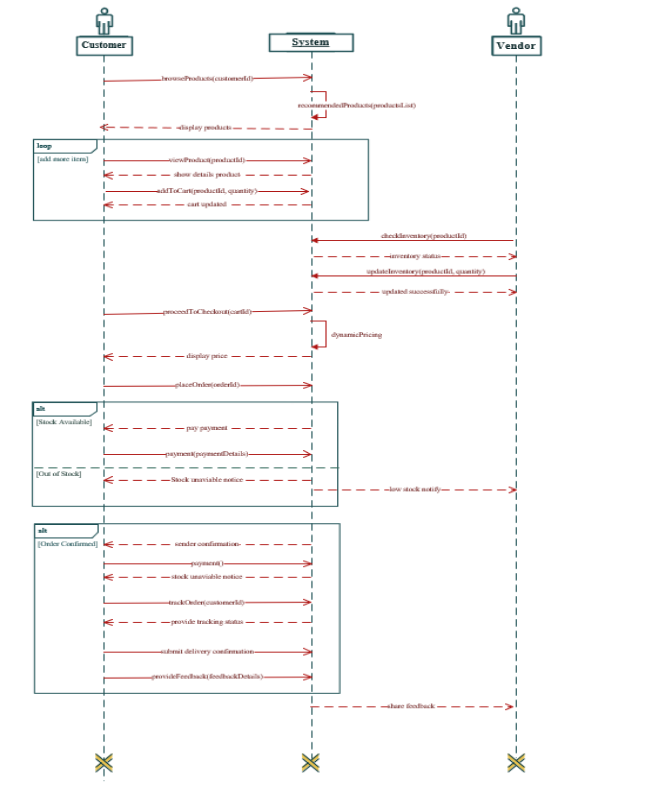 Customer
System
Vendor
browseProducts(customerId)
recommendedProducts(productsList)
display products
loop
[add more item]
viewProduct(productId)
show details product
addToCart(productId, quantity)
cart updated
checkInventory(productId)
inventory status
updateInventory(productId, quantity)
updated successfully
proceedToCheckout(cartId)
dynamicPricing
display price
placeOrder(orderId)
alt
[Stock Available]
pay payment
payment(paymentDetails)
[Out of Stock]
Stock unaviable notice
low stock notify
alt
[Order Confirmed]
sender confirmation
payment()
stock unaviable notice
trackOrder(customerId)
provide tracking status
submit delivery confirmation
provideFeedback(feedbackDetails)
share feedback